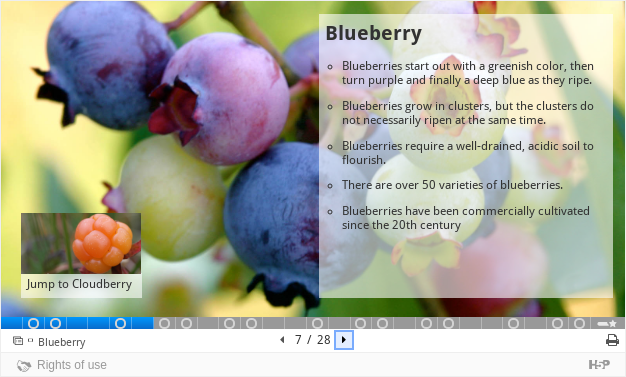 Blueberry
Blueberries start out with a greenish color, then
turn purple and finally a deep blue as they ripe.
Blueberries grow in clusters, but the clusters do
not necessarily ripen at the same time.
Blueberries require a well-drained, acidic soil to
flourish.
There are over 50 varieties of blueberries.
Blueberries have been commercially cultivated
since the 20th century
Jump to Cloudberry
Blueberry
7 / 28
Rights of use
H5P